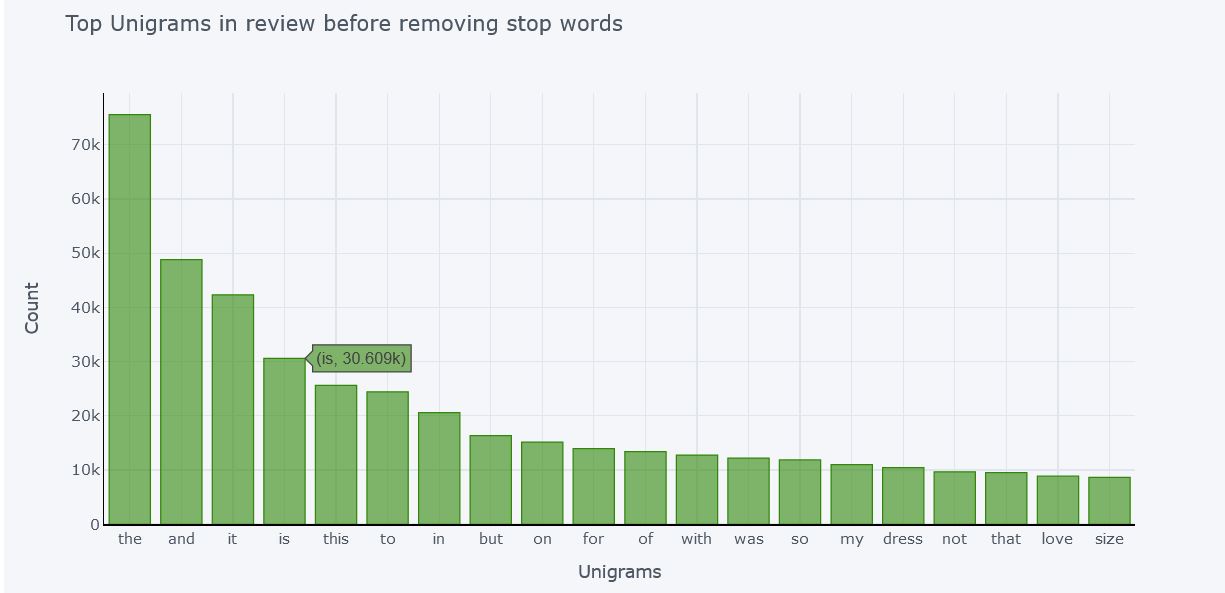 Top Unigrams in review before removing stop words
70k
60k
50k
40k
30k
20k
10k
0
Count
(is, 30.609k)
the and it is this to in but on for of with was so my dress not that love size
Unigrams